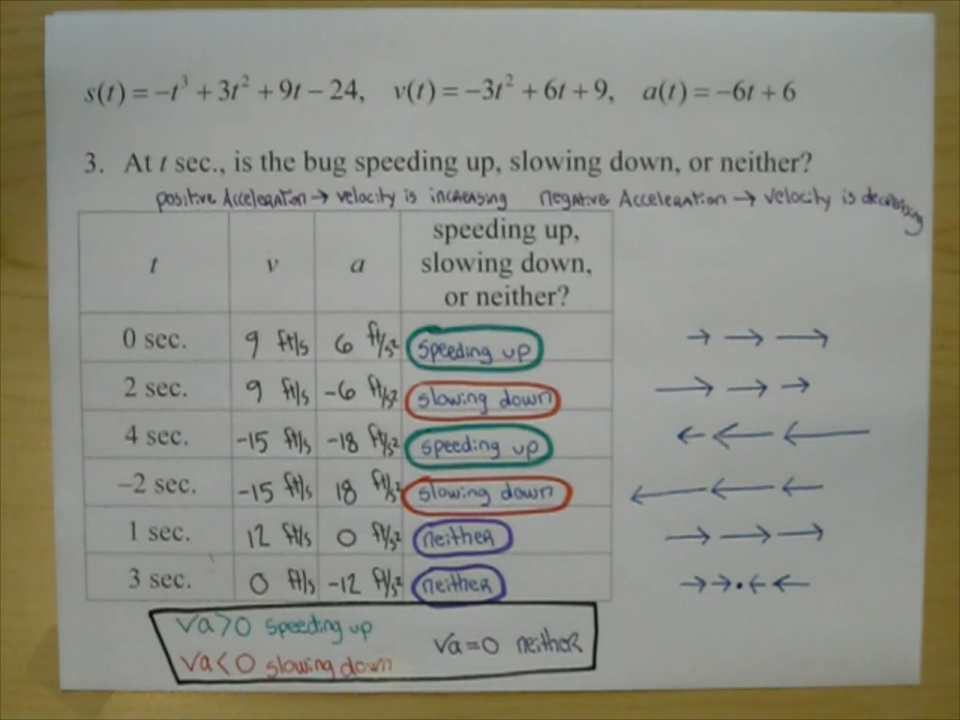 s(t) = −t³ + 3t² + 9t − 24, v(t) = −3t² + 6t + 9, a(t) = −6t + 6
3. At t sec., is the bug speeding up, slowing down, or neither?
positive Acceleration → velocity is increasing negative Acceleration → velocity is decreasing
t v a speeding up, slowing down, or neither?
0 sec. 9 ft/s 6 ft/s² speeding up
2 sec. 9 ft/s −6 ft/s² slowing down
4 sec. −15 ft/s −18 ft/s² speeding up
−2 sec. −15 ft/s 18 ft/s² slowing down
1 sec. 12 ft/s 0 ft/s² neither
3 sec. 0 ft/s −12 ft/s² neither
va>0 speeding up
va<0 slowing down
va=0 neither